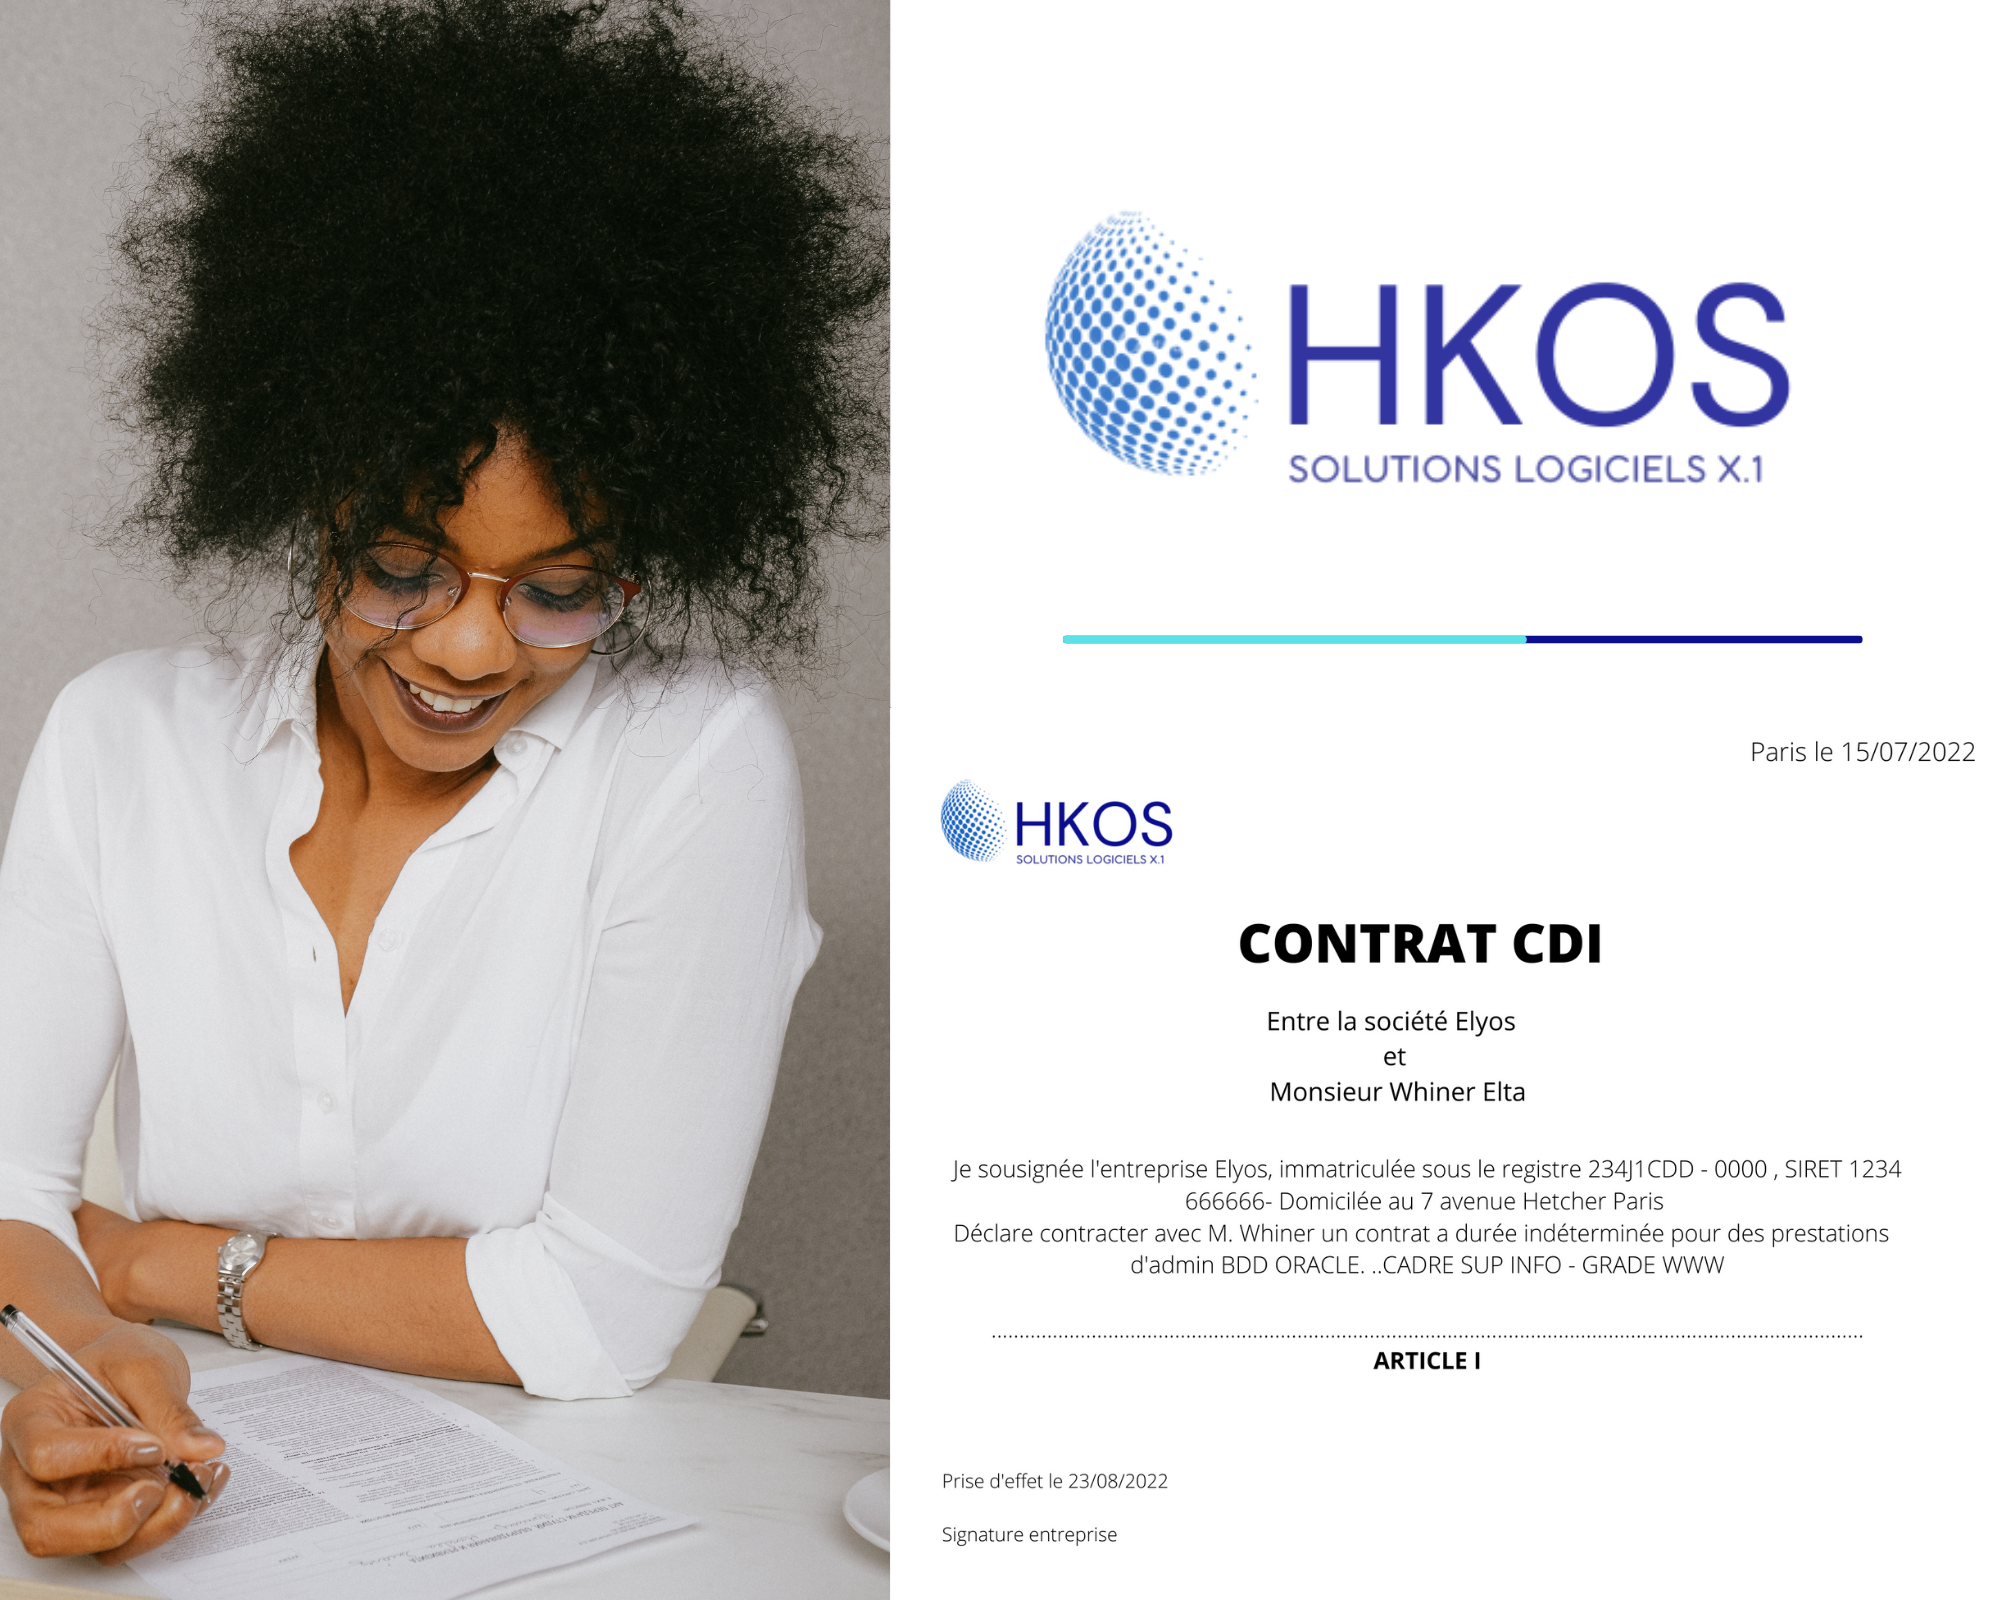 HKOS
SOLUTIONS LOGICIELS X.1
Paris le 15/07/2022
HKOS
SOLUTIONS LOGICIELS X.1
CONTRAT CDI
Entre la société Elyos
et
Monsieur Whiner Elta
Je sousignée l'entreprise Elyos, immatriculée sous le registre 234J1CDD - 0000 , SIRET 1234
666666- Domicilée au 7 avenue Hetcher Paris
Déclare contracter avec M. Whiner un contrat a durée indéterminée pour des prestations
d'admin BDD ORACLE. ..CADRE SUP INFO - GRADE WWW
ARTICLE I
Prise d'effet le 23/08/2022
Signature entreprise